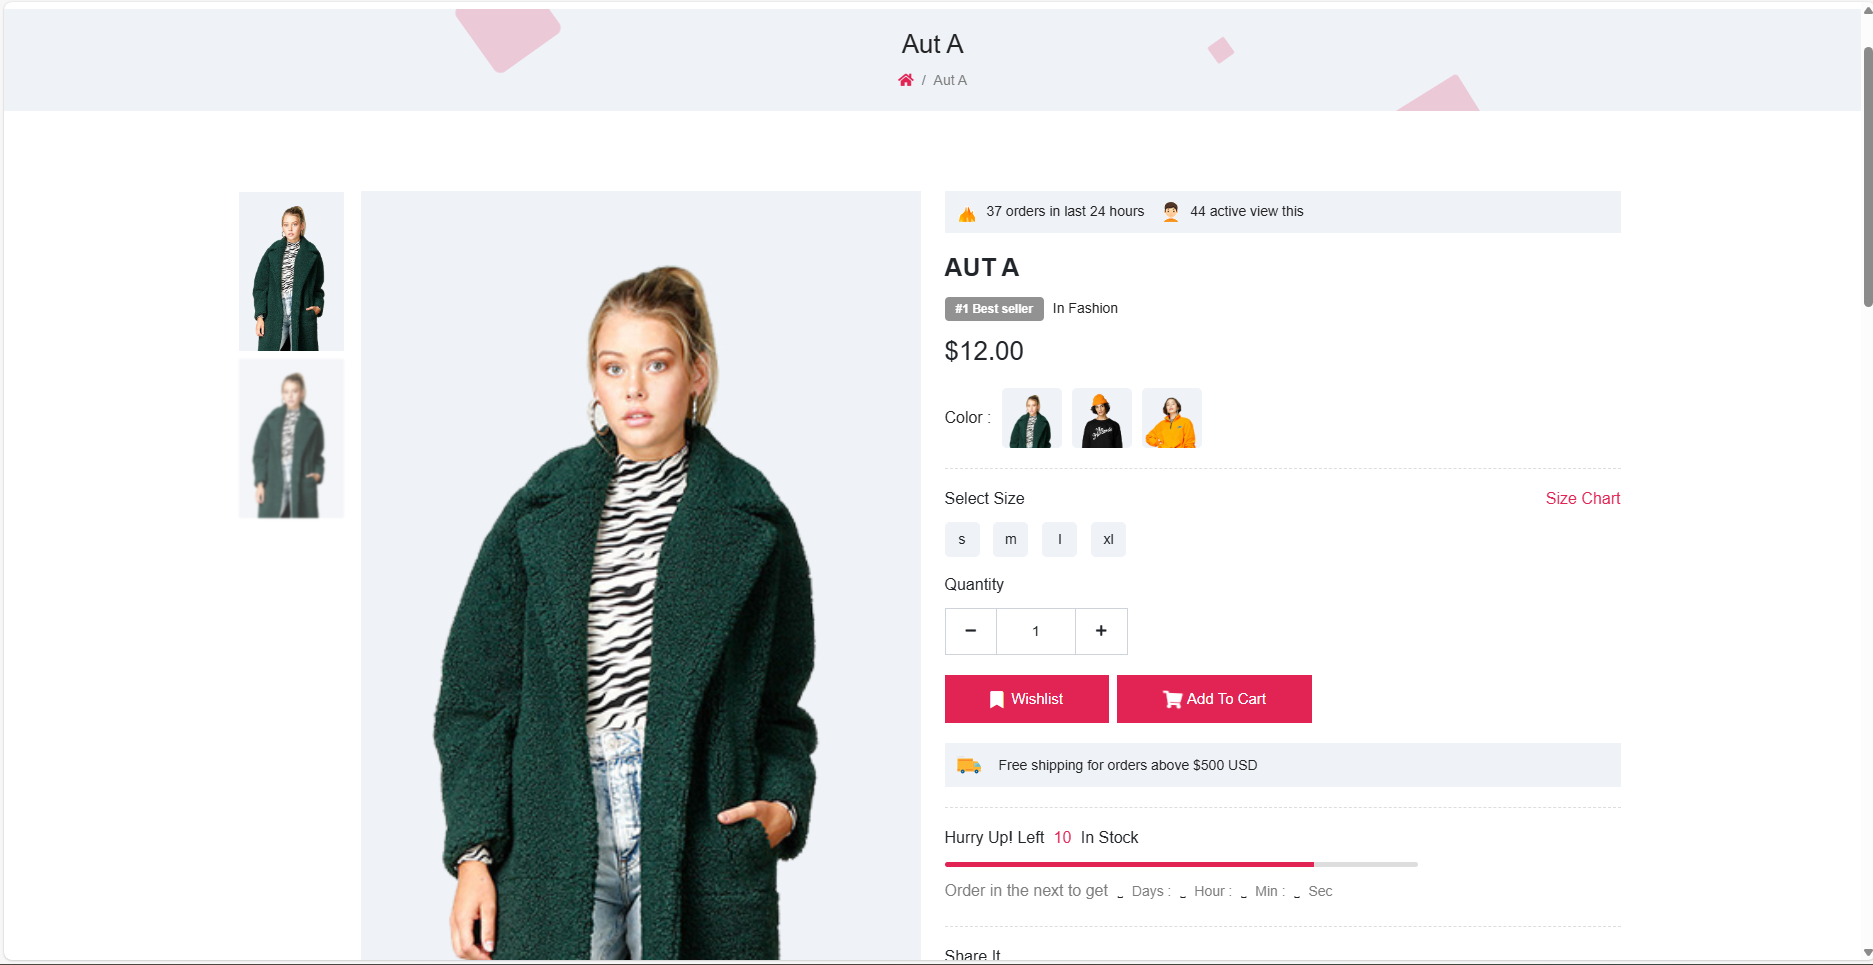 Aut A
/ Aut A
37 orders in last 24 hours 44 active view this
AUT A
#1 Best seller In Fashion
$12.00
Color :
Select Size Size Chart
s m l xl
Quantity
− 1 +
Wishlist Add To Cart
Free shipping for orders above $500 USD
Hurry Up! Left 10 In Stock
Order in the next to get Days : Hour : Min : Sec
Share It